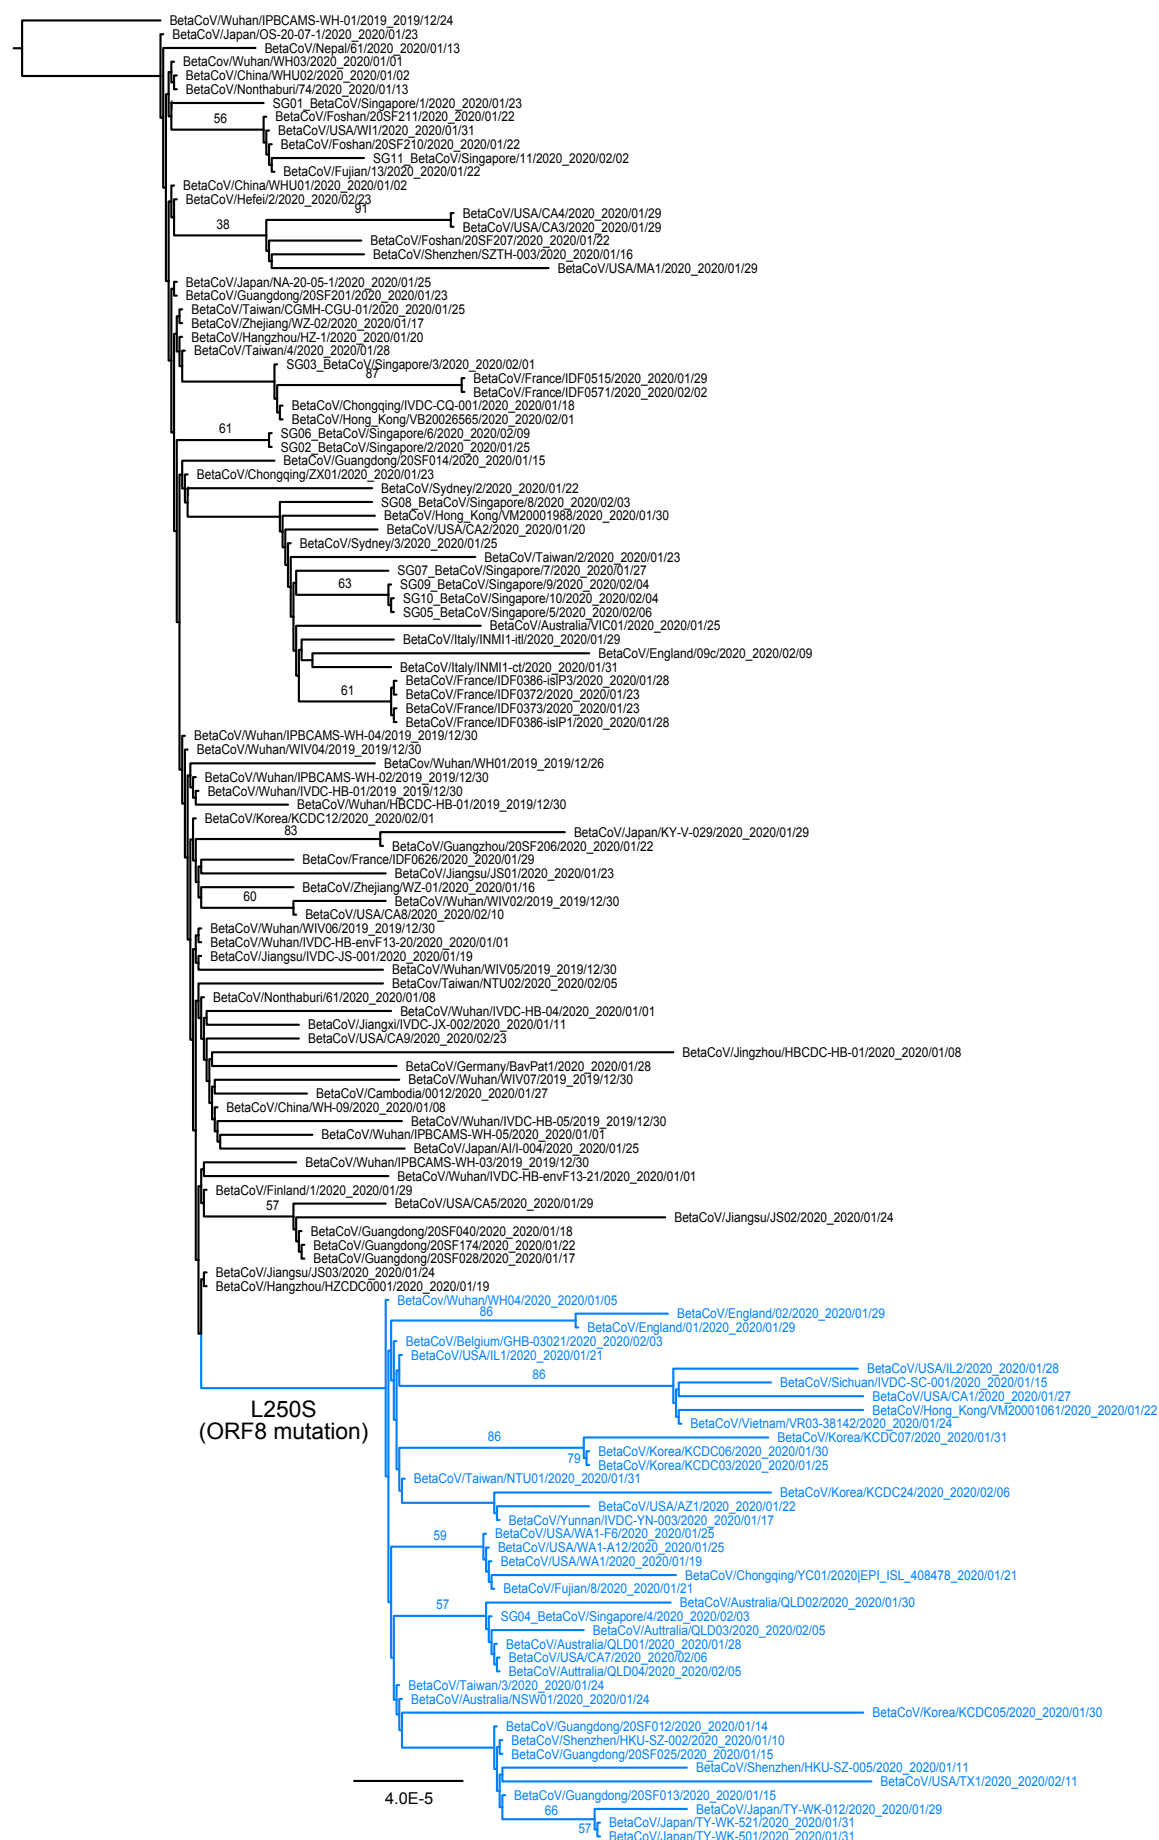 BetaCoV/Wuhan/IPBCAMS-WH-01/2019_2019/12/24
BetaCoV/Japan/OS-20-07-1/2020_2020/01/23
BetaCoV/Nepal/61/2020_2020/01/13
BetaCov/Wuhan/WH03/2020_2020/01/01
BetaCoV/China/WHU02/2020_2020/01/02
BetaCoV/Nonthaburi/74/2020_2020/01/13
SG01_BetaCoV/Singapore/1/2020_2020/01/23
56
BetaCoV/Foshan/20SF211/2020_2020/01/22
BetaCoV/USA/WI1/2020_2020/01/31
BetaCoV/Foshan/20SF210/2020_2020/01/22
SG11_BetaCoV/Singapore/11/2020_2020/02/02
BetaCoV/Fujian/13/2020_2020/01/22
BetaCoV/China/WHU01/2020_2020/01/02
BetaCoV/Hefei/2/2020_2020/02/23
91
BetaCoV/USA/CA4/2020_2020/01/29
38
BetaCoV/USA/CA3/2020_2020/01/29
BetaCoV/Foshan/20SF207/2020_2020/01/22
BetaCoV/Shenzhen/SZTH-003/2020_2020/01/16
BetaCoV/USA/MA1/2020_2020/01/29
BetaCoV/Japan/NA-20-05-1/2020_2020/01/25
BetaCoV/Guangdong/20SF201/2020_2020/01/23
BetaCoV/Taiwan/CGMH-CGU-01/2020_2020/01/25
BetaCoV/Zhejiang/WZ-02/2020_2020/01/17
BetaCoV/Hangzhou/HZ-1/2020_2020/01/20
BetaCoV/Taiwan/4/2020_2020/01/28
SG03_BetaCoV/Singapore/3/2020_2020/02/01
87
BetaCoV/France/IDF0515/2020_2020/01/29
BetaCoV/France/IDF0571/2020_2020/02/02
BetaCoV/Chongqing/IVDC-CQ-001/2020_2020/01/18
BetaCoV/Hong_Kong/VB20026565/2020_2020/02/01
61
SG06_BetaCoV/Singapore/6/2020_2020/02/09
SG02_BetaCoV/Singapore/2/2020_2020/01/25
BetaCoV/Guangdong/20SF014/2020_2020/01/15
BetaCoV/Chongqing/ZX01/2020_2020/01/23
BetaCoV/Sydney/2/2020_2020/01/22
SG08_BetaCoV/Singapore/8/2020_2020/02/03
BetaCoV/Hong_Kong/VM20001988/2020_2020/01/30
BetaCoV/USA/CA2/2020_2020/01/20
BetaCoV/Sydney/3/2020_2020/01/25
BetaCoV/Taiwan/2/2020_2020/01/23
SG07_BetaCoV/Singapore/7/2020_2020/01/27
63
SG09_BetaCoV/Singapore/9/2020_2020/02/04
SG10_BetaCoV/Singapore/10/2020_2020/02/04
SG05_BetaCoV/Singapore/5/2020_2020/02/06
BetaCoV/Australia/VIC01/2020_2020/01/25
BetaCoV/Italy/INMI1-itl/2020_2020/01/29
BetaCoV/England/09c/2020_2020/02/09
BetaCoV/Italy/INMI1-ct/2020_2020/01/31
BetaCoV/France/IDF0386-islP3/2020_2020/01/28
61
BetaCoV/France/IDF0372/2020_2020/01/23
BetaCoV/France/IDF0373/2020_2020/01/23
BetaCoV/France/IDF0386-islP1/2020_2020/01/28
BetaCoV/Wuhan/IPBCAMS-WH-04/2019_2019/12/30
BetaCoV/Wuhan/WIV04/2019_2019/12/30
BetaCov/Wuhan/WH01/2019_2019/12/26
BetaCoV/Wuhan/IPBCAMS-WH-02/2019_2019/12/30
BetaCoV/Wuhan/IVDC-HB-01/2019_2019/12/30
BetaCoV/Wuhan/HBCDC-HB-01/2019_2019/12/30
BetaCoV/Korea/KCDC12/2020_2020/02/01
83
BetaCoV/Japan/KY-V-029/2020_2020/01/29
BetaCoV/Guangzhou/20SF206/2020_2020/01/22
BetaCov/France/IDF0626/2020_2020/01/29
BetaCoV/Jiangsu/JS01/2020_2020/01/23
BetaCoV/Zhejiang/WZ-01/2020_2020/01/16
60
BetaCoV/Wuhan/WIV02/2019_2019/12/30
BetaCoV/USA/CA8/2020_2020/02/10
BetaCoV/Wuhan/WIV06/2019_2019/12/30
BetaCoV/Wuhan/IVDC-HB-envF13-20/2020_2020/01/01
BetaCoV/Jiangsu/IVDC-JS-001/2020_2020/01/19
BetaCoV/Wuhan/WIV05/2019_2019/12/30
BetaCov/Taiwan/NTU02/2020_2020/02/05
BetaCoV/Nonthaburi/61/2020_2020/01/08
BetaCoV/Wuhan/IVDC-HB-04/2020_2020/01/01
BetaCoV/Jiangxi/IVDC-JX-002/2020_2020/01/11
BetaCoV/USA/CA9/2020_2020/02/23
BetaCoV/Jingzhou/HBCDC-HB-01/2020_2020/01/08
BetaCoV/Germany/BavPat1/2020_2020/01/28
BetaCoV/Wuhan/WIV07/2019_2019/12/30
BetaCoV/Cambodia/0012/2020_2020/01/27
BetaCoV/China/WH-09/2020_2020/01/08
BetaCoV/Wuhan/IVDC-HB-05/2019_2019/12/30
BetaCoV/Wuhan/IPBCAMS-WH-05/2020_2020/01/01
BetaCoV/Japan/AI/I-004/2020_2020/01/25
BetaCoV/Wuhan/IPBCAMS-WH-03/2019_2019/12/30
BetaCoV/Wuhan/IVDC-HB-envF13-21/2020_2020/01/01
BetaCoV/Finland/1/2020_2020/01/29
57
BetaCoV/USA/CA5/2020_2020/01/29
BetaCoV/Jiangsu/JS02/2020_2020/01/24
BetaCoV/Guangdong/20SF040/2020_2020/01/18
BetaCoV/Guangdong/20SF174/2020_2020/01/22
BetaCoV/Guangdong/20SF028/2020_2020/01/17
BetaCoV/Jiangsu/JS03/2020_2020/01/24
BetaCoV/Hangzhou/HZCDC0001/2020_2020/01/19
BetaCov/Wuhan/WH04/2020_2020/01/05
86
BetaCoV/England/02/2020_2020/01/29
BetaCoV/England/01/2020_2020/01/29
BetaCoV/Belgium/GHB-03021/2020_2020/02/03
BetaCoV/USA/IL1/2020_2020/01/21
BetaCoV/USA/IL2/2020_2020/01/28
86
BetaCoV/Sichuan/IVDC-SC-001/2020_2020/01/15
BetaCoV/USA/CA1/2020_2020/01/27
L250S
(ORF8 mutation)
BetaCoV/Hong_Kong/VM20001061/2020_2020/01/22
BetaCoV/Vietnam/VR03-38142/2020_2020/01/24
86
BetaCoV/Korea/KCDC07/2020_2020/01/31
BetaCoV/Korea/KCDC06/2020_2020/01/30
79
BetaCoV/Korea/KCDC03/2020_2020/01/25
BetaCoV/Taiwan/NTU01/2020_2020/01/31
BetaCoV/Korea/KCDC24/2020_2020/02/06
BetaCoV/USA/AZ1/2020_2020/01/22
BetaCoV/Yunnan/IVDC-YN-003/2020_2020/01/17
59
BetaCoV/USA/WA1-F6/2020_2020/01/25
BetaCoV/USA/WA1-A12/2020_2020/01/25
BetaCoV/USA/WA1/2020_2020/01/19
BetaCoV/Chongqing/YC01/2020|EPI_ISL_408478_2020/01/21
BetaCoV/Fujian/8/2020_2020/01/21
57
BetaCoV/Australia/QLD02/2020_2020/01/30
SG04_BetaCoV/Singapore/4/2020_2020/02/03
BetaCoV/Auttralia/QLD03/2020_2020/02/05
BetaCoV/Australia/QLD01/2020_2020/01/28
BetaCoV/USA/CA7/2020_2020/02/06
BetaCoV/Auttralia/QLD04/2020_2020/02/05
BetaCoV/Taiwan/3/2020_2020/01/24
BetaCoV/Australia/NSW01/2020_2020/01/24
BetaCoV/Korea/KCDC05/2020_2020/01/30
BetaCoV/Guangdong/20SF012/2020_2020/01/14
BetaCoV/Shenzhen/HKU-SZ-002/2020_2020/01/10
BetaCoV/Guangdong/20SF025/2020_2020/01/15
BetaCoV/Shenzhen/HKU-SZ-005/2020_2020/01/11
BetaCoV/USA/TX1/2020_2020/02/11
4.0E-5
BetaCoV/Guangdong/20SF013/2020_2020/01/15
66
BetaCoV/Japan/TY-WK-012/2020_2020/01/29
57
BetaCoV/Japan/TY-WK-521/2020_2020/01/31
BetaCoV/Japan/TY-WK-501/2020_2020/01/31